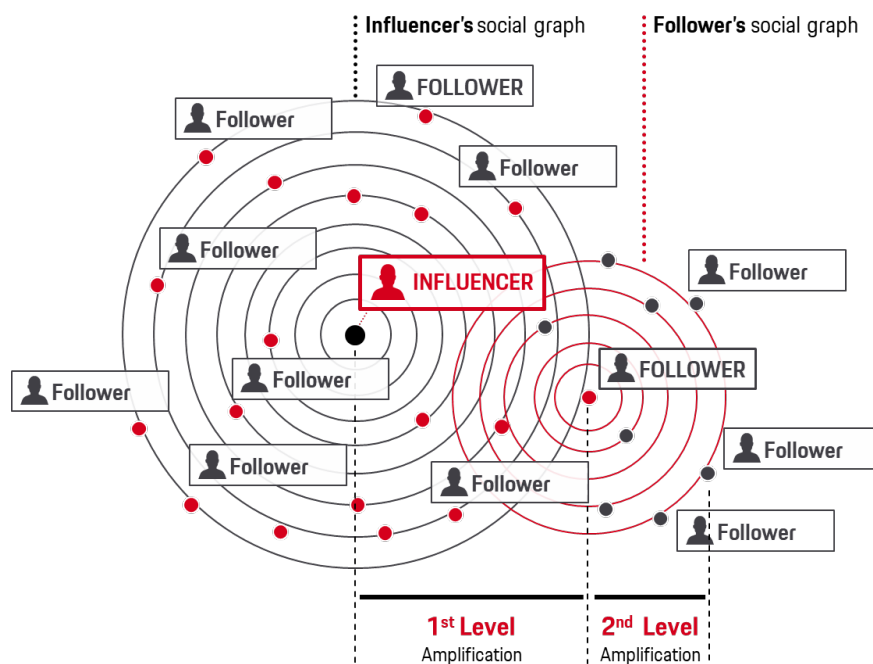 Influencer's social graph
Follower's social graph
FOLLOWER
Follower
Follower
Follower
Follower
INFLUENCER
Follower
FOLLOWER
Follower
Follower
Follower
Follower
Follower
Follower
1st Level
Amplification
2nd Level
Amplification